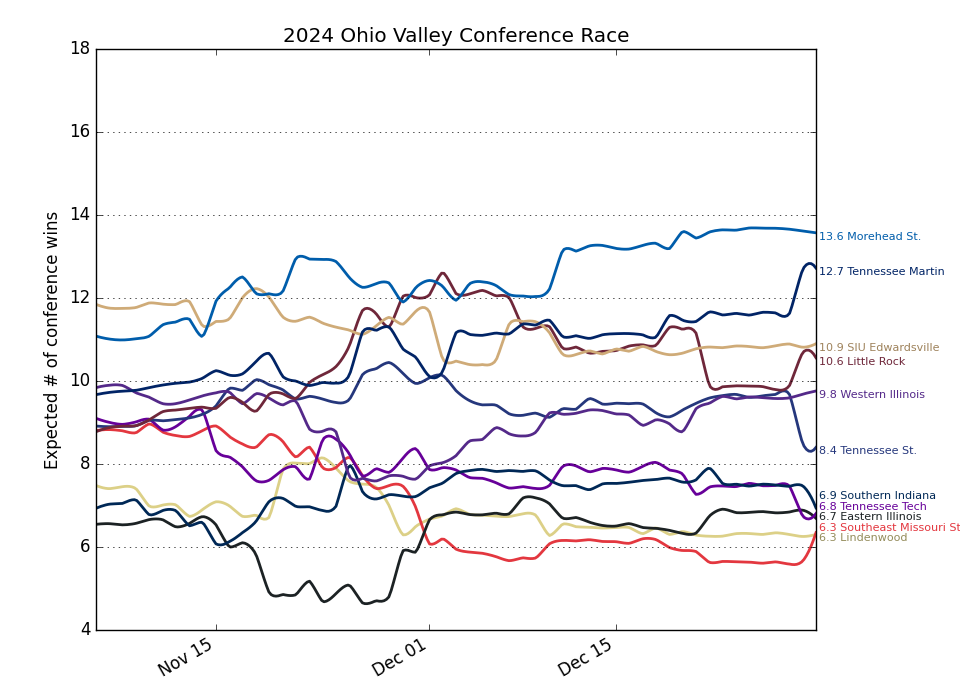 2024 Ohio Valley Conference Race
Expected # of conference wins
18
16
14
12
10
8
6
4
Nov 15
Dec 01
Dec 15
13.6 Morehead St.
12.7 Tennessee Martin
10.9 SIU Edwardsville
10.6 Little Rock
9.8 Western Illinois
8.4 Tennessee St.
6.9 Southern Indiana
6.8 Tennessee Tech
6.7 Eastern Illinois
6.3 Southeast Missouri St
6.3 Lindenwood